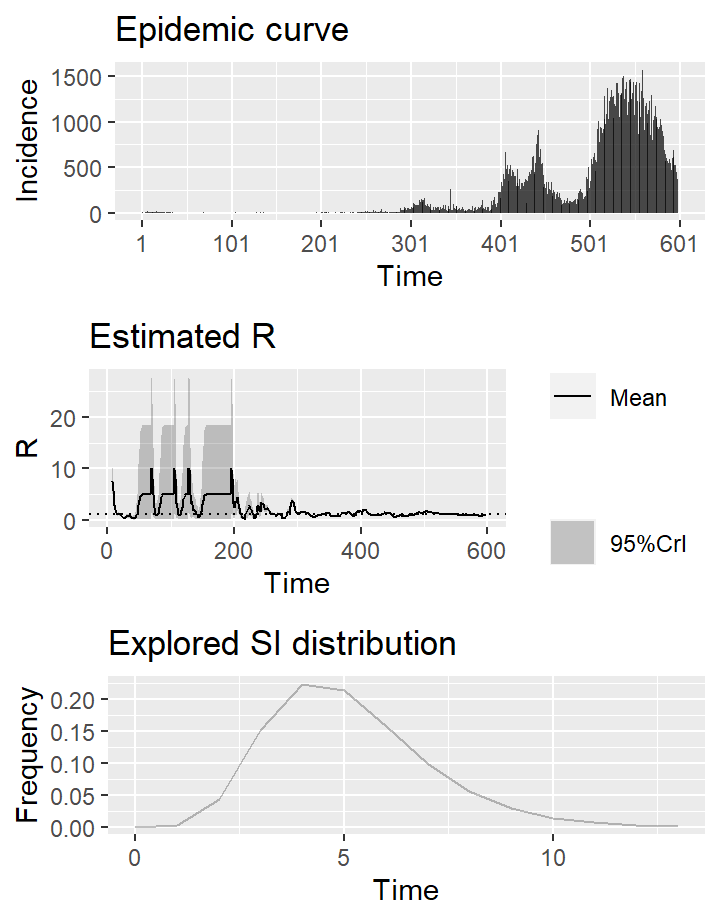 Epidemic curve
1500
1000
500
0
Incidence
1 101 201 301 401 501 601
Time
Estimated R
20
10
0
R
0 200 400 600
Time
Mean
95%CrI
Explored SI distribution
0.20
0.15
0.10
0.05
0.00
Frequency
0 5 10
Time